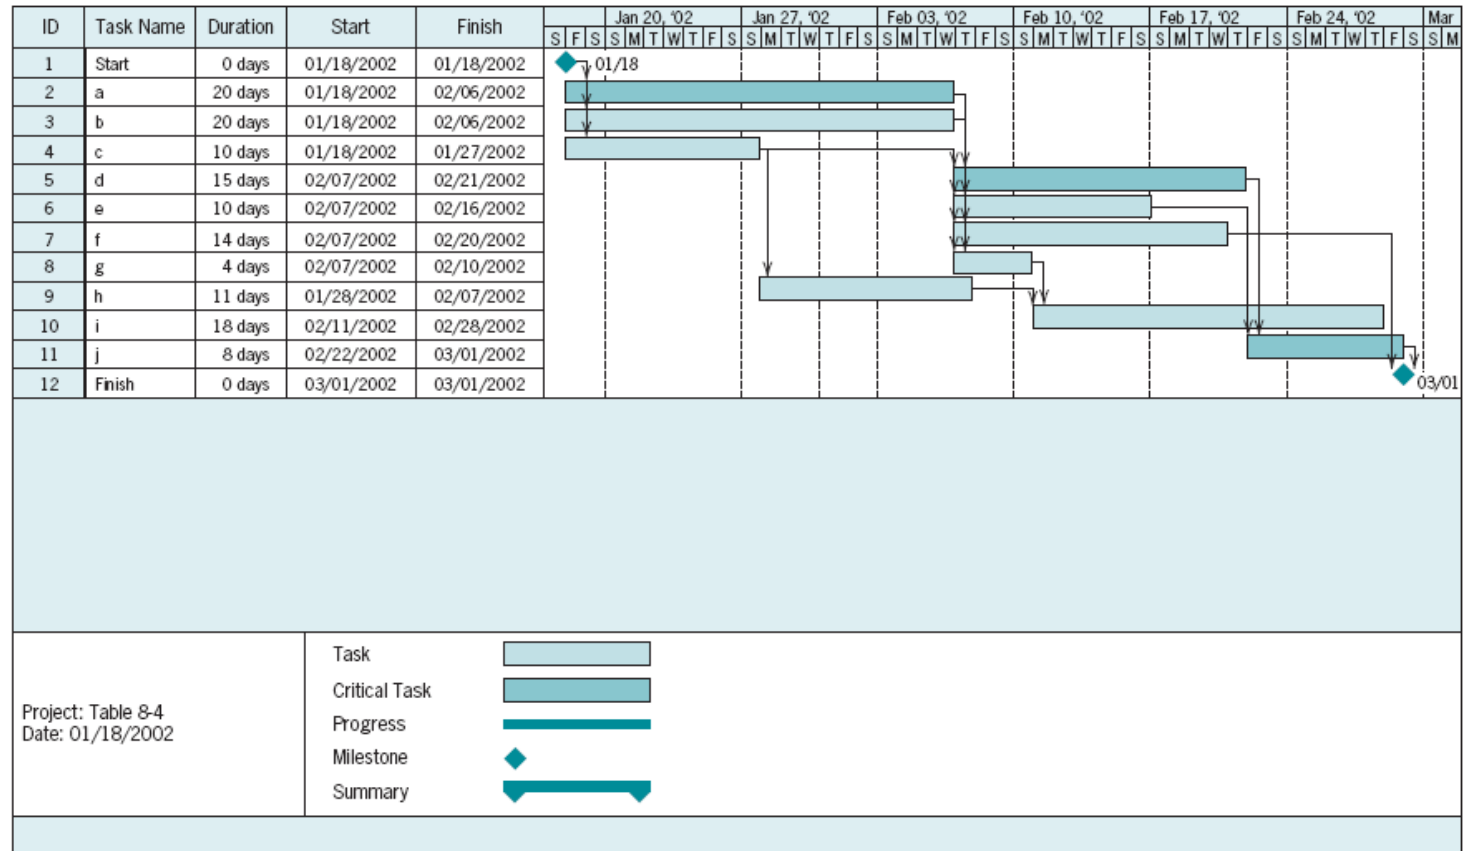 ID Task Name Duration Start Finish Jan 20, '02 Jan 27, '02 Feb 03, '02 Feb 10, '02 Feb 17, '02 Feb 24, '02 Mar
S F S S M T W T F S S M T W T F S S M T W T F S S M T W T F S S M T W T F S S M T W T F S S M
1 Start 0 days 01/18/2002 01/18/2002 01/18
2 a 20 days 01/18/2002 02/06/2002
3 b 20 days 01/18/2002 02/06/2002
4 c 10 days 01/18/2002 01/27/2002
5 d 15 days 02/07/2002 02/21/2002
6 e 10 days 02/07/2002 02/16/2002
7 f 14 days 02/07/2002 02/20/2002
8 g 4 days 02/07/2002 02/10/2002
9 h 11 days 01/28/2002 02/07/2002
10 i 18 days 02/11/2002 02/28/2002
11 j 8 days 02/22/2002 03/01/2002
12 Finish 0 days 03/01/2002 03/01/2002 03/01
Project: Table 8-4
Date: 01/18/2002
Task
Critical Task
Progress
Milestone
Summary